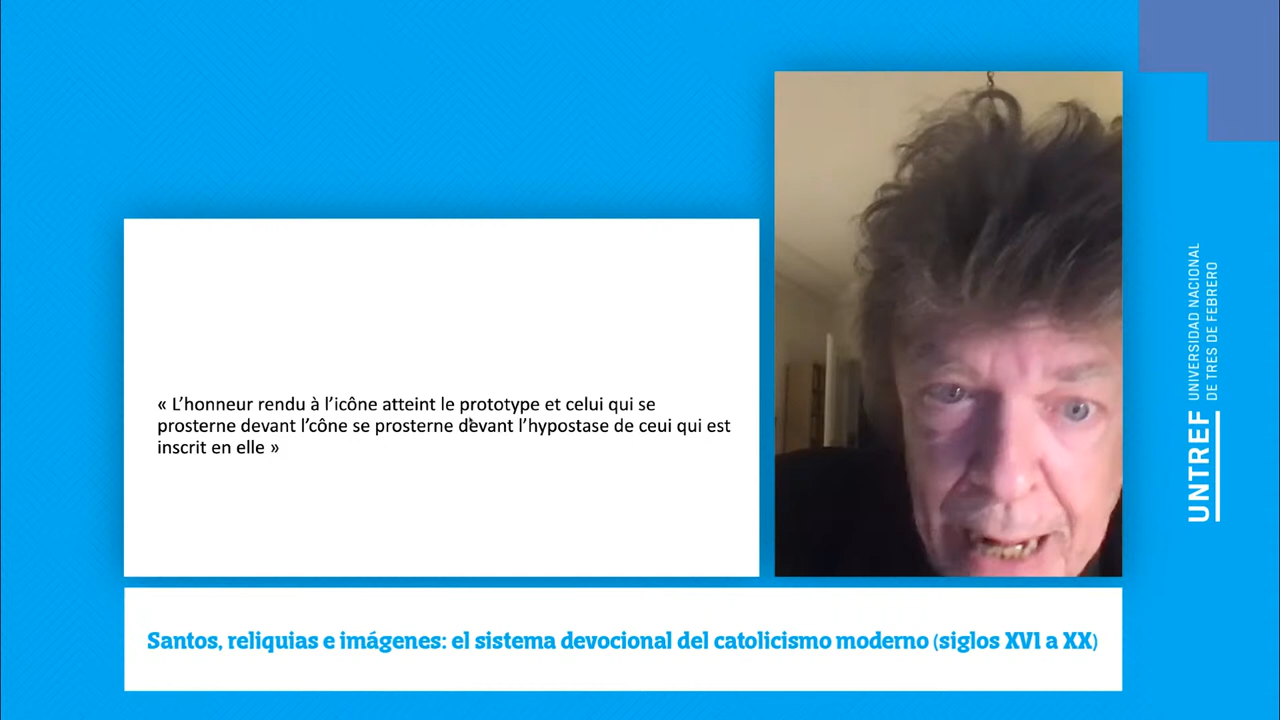 « L’honneur rendu à l’icône atteint le prototype et celui qui se
prosterne devant l’cône se prosterne devant l’hypostase de ceui qui est
inscrit en elle »
Santos, reliquias e imágenes: el sistema devocional del catolicismo moderno (siglos XVI a XX)
UNTREF
UNIVERSIDAD NACIONAL
DE TRES DE FEBRERO